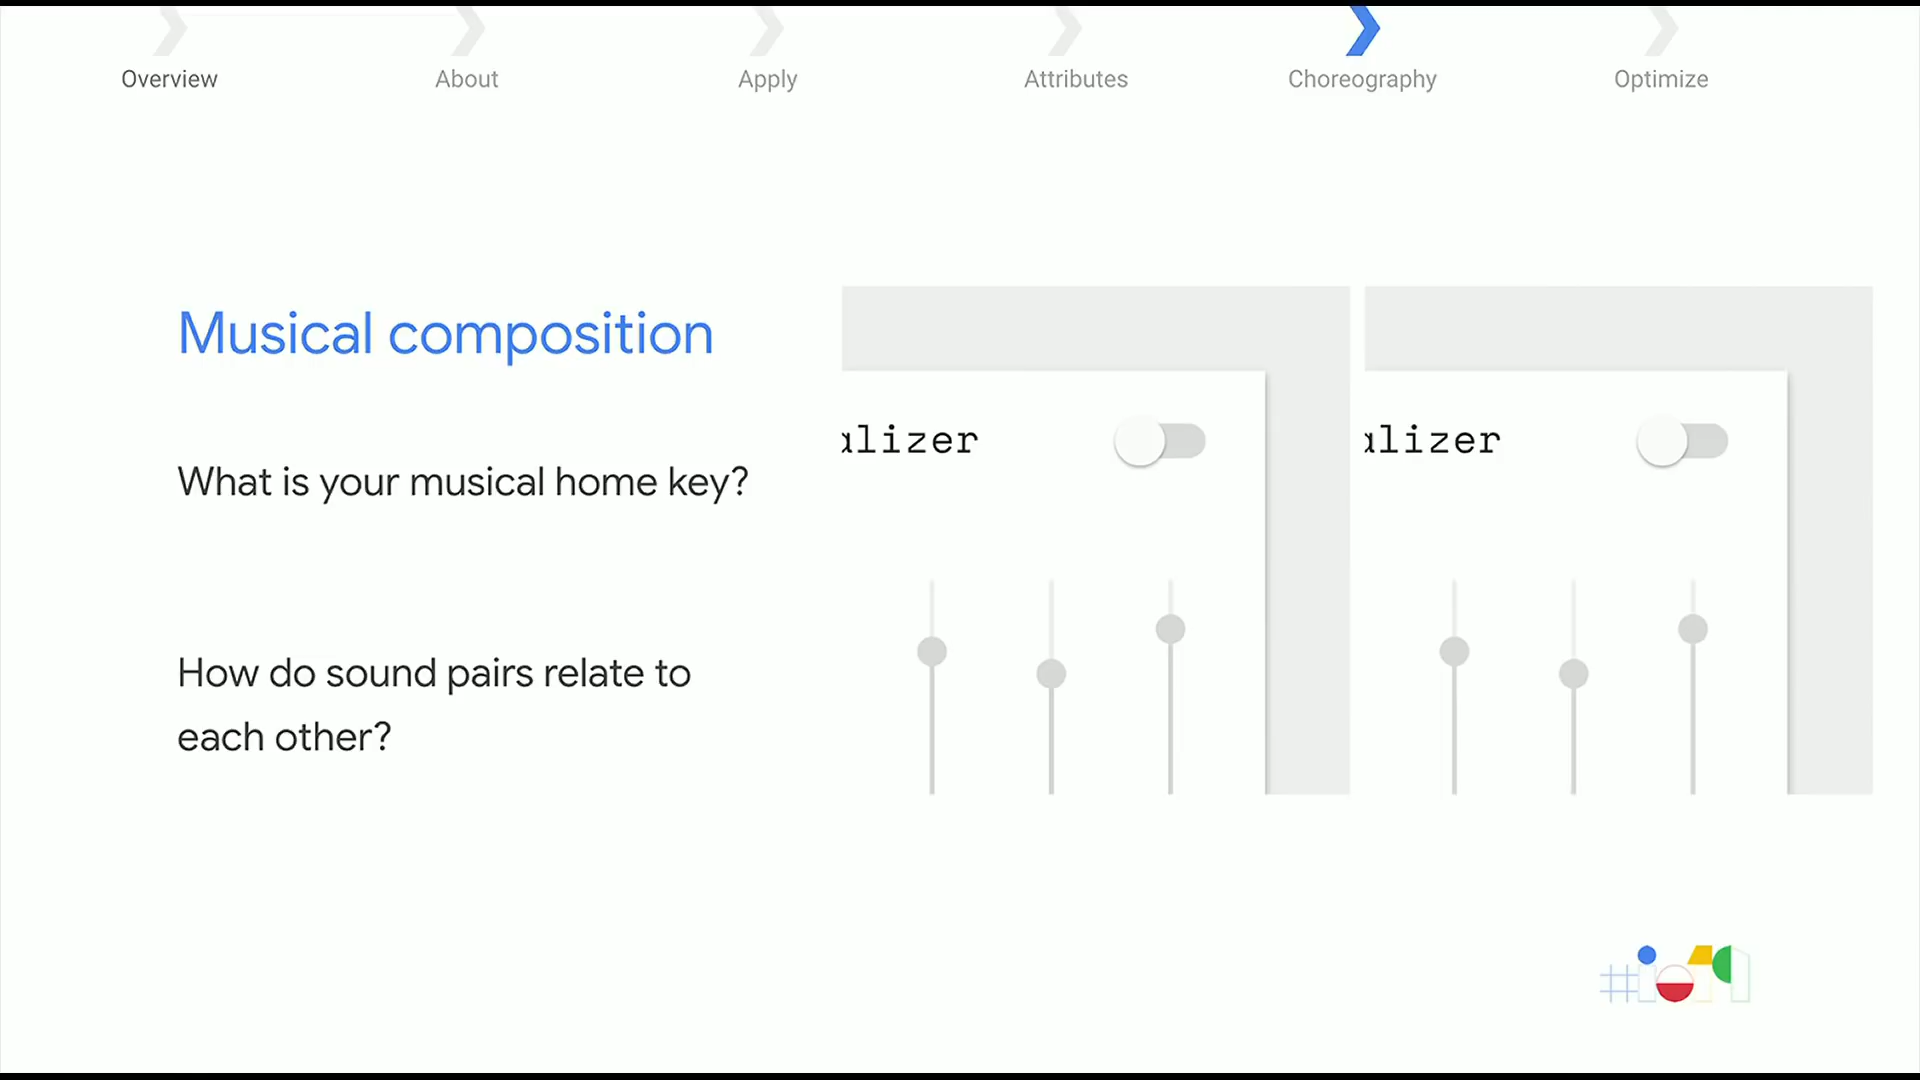 Overview
About
Apply
Attributes
Choreography
Optimize
Musical composition
What is your musical home key?
How do sound pairs relate to
each other?
alizer
alizer
#io19